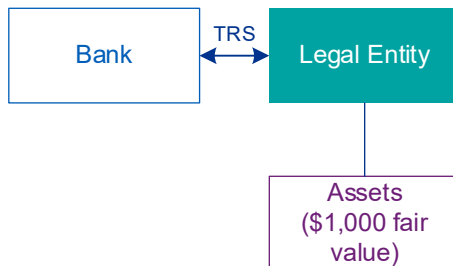 Bank
TRS
Legal Entity
Assets
($1,000 fair
value)